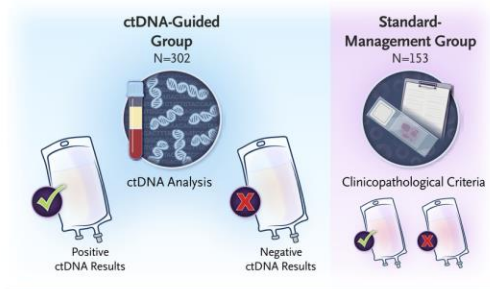 ctDNA-Guided
Group
N=302
ctDNA Analysis
Positive
ctDNA Results
Negative
ctDNA Results
Standard-
Management Group
N=153
Clinicopathological Criteria